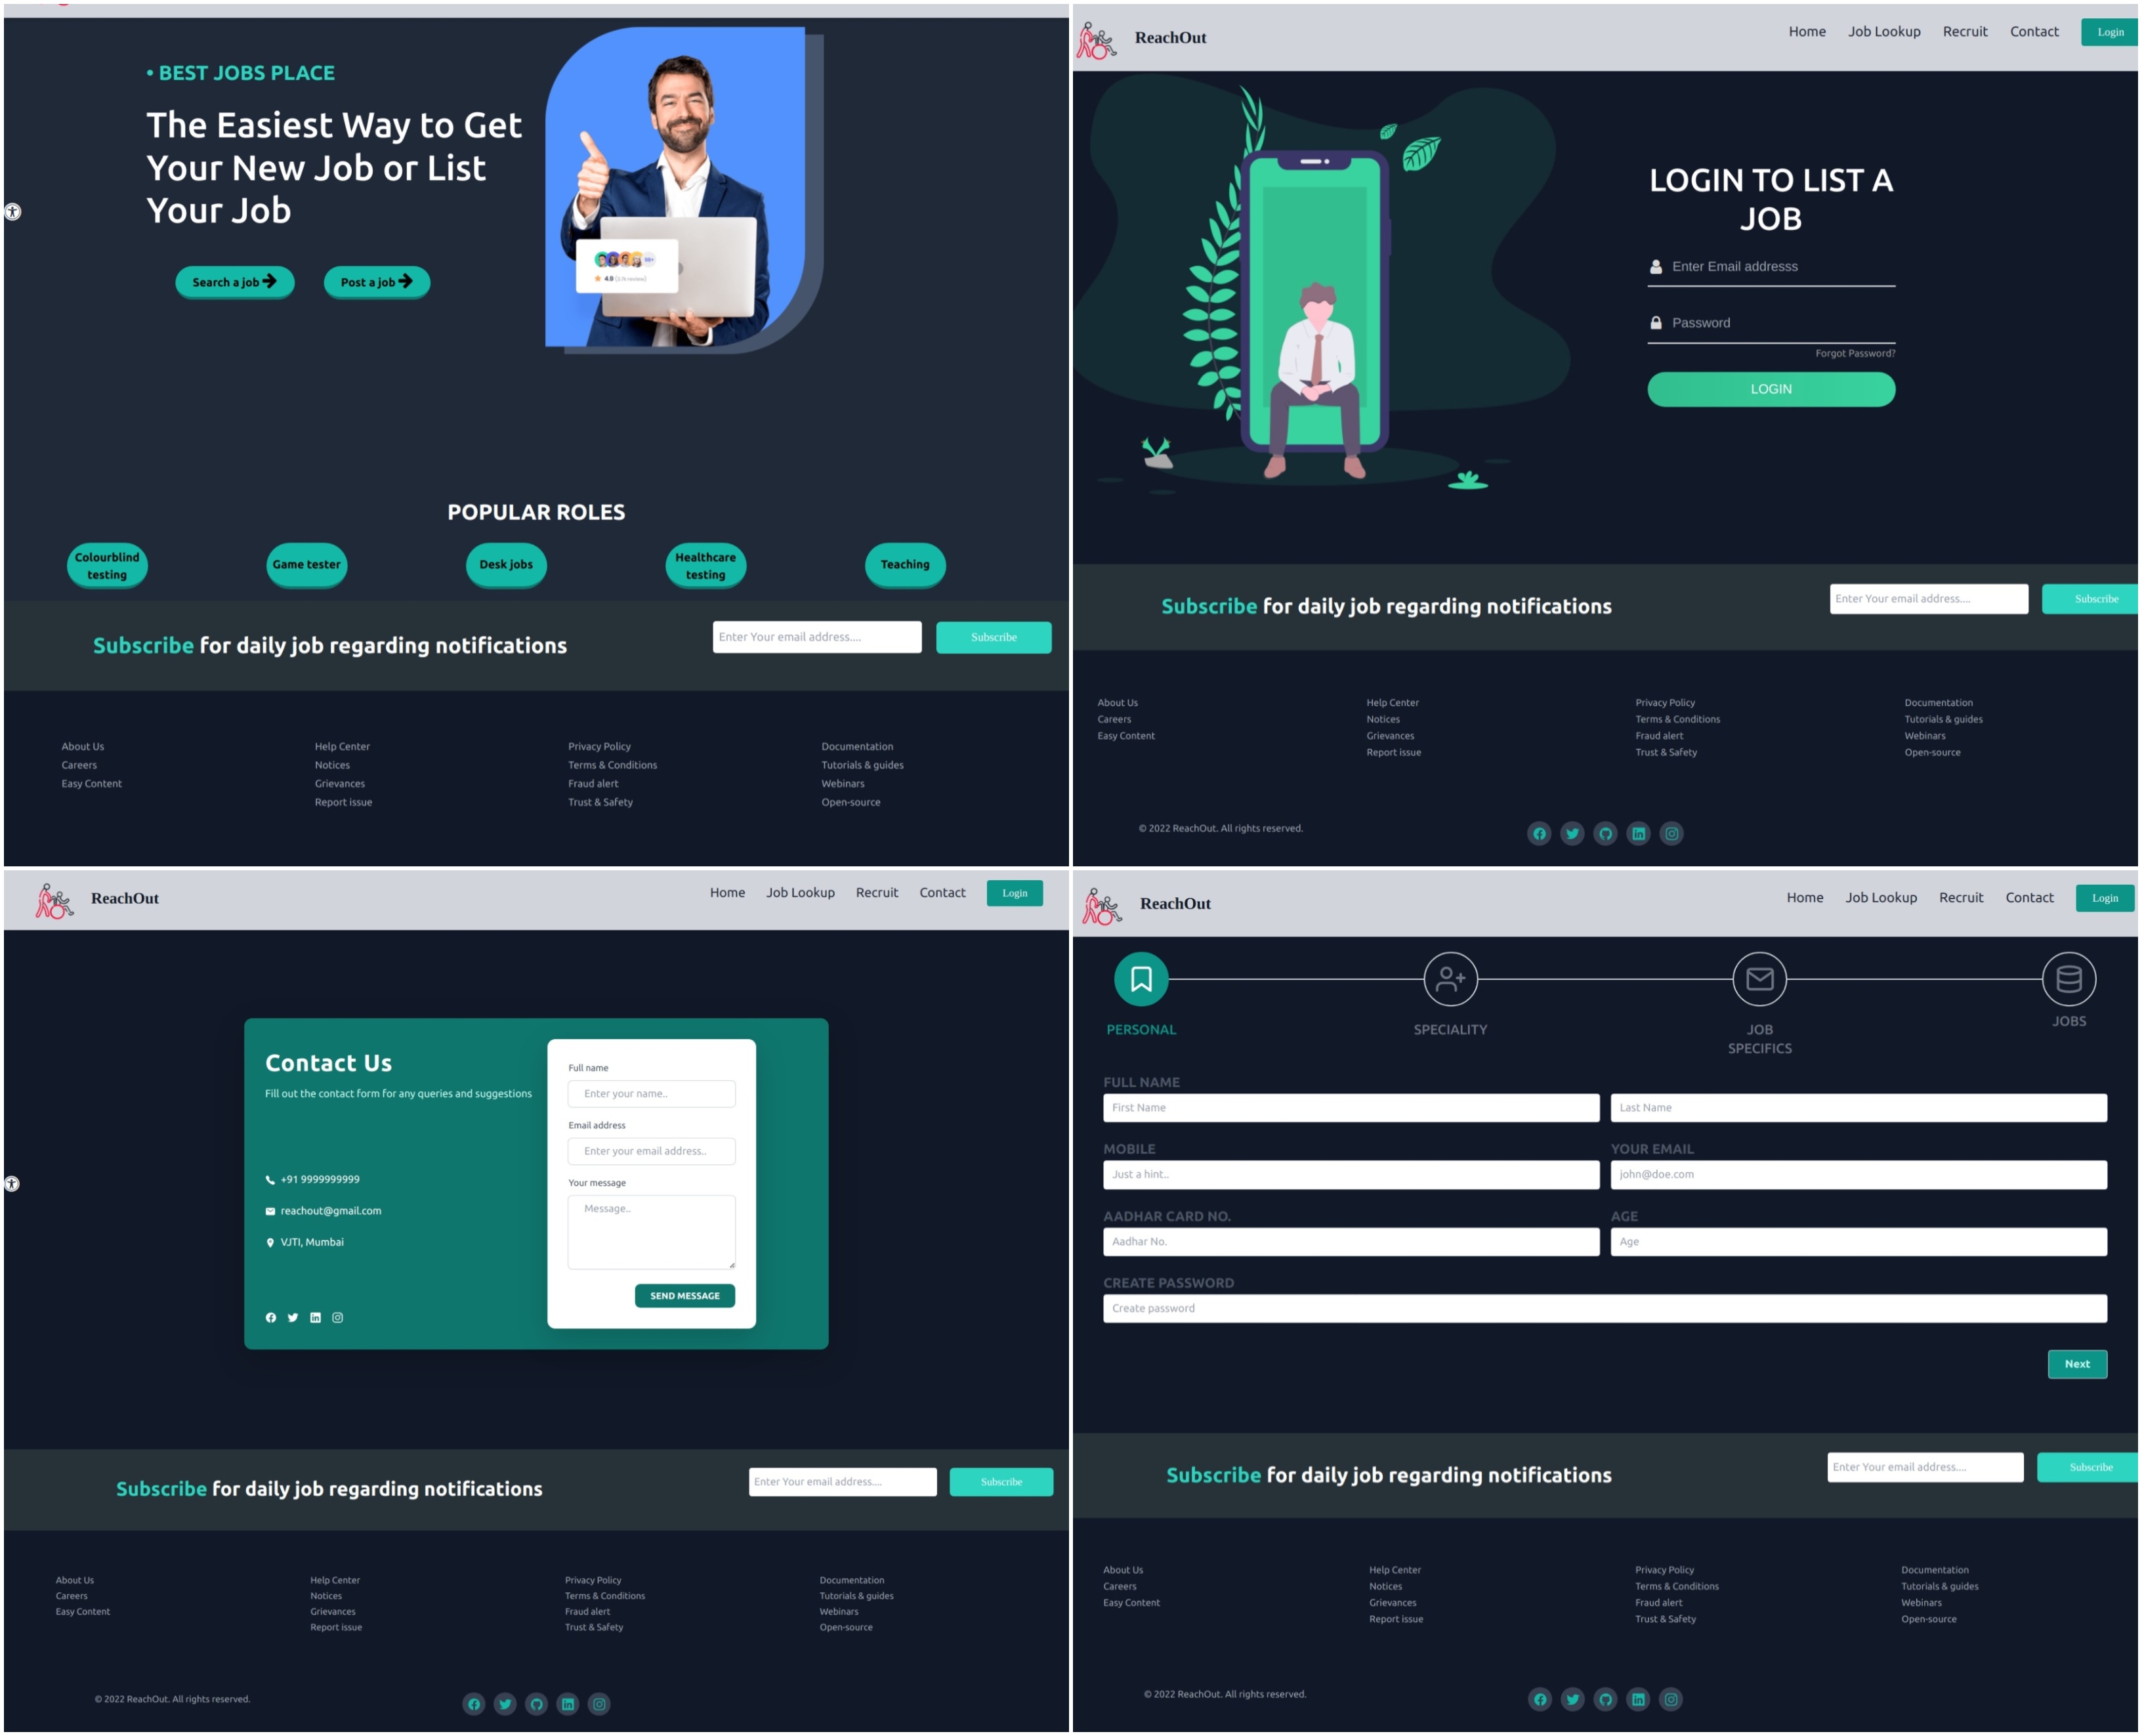 • BEST JOBS PLACE
The Easiest Way to Get
Your New Job or List
Your Job
Search a job
Post a job
99+
4.9
POPULAR ROLES
Colourblind
testing
Game tester
Desk jobs
Healthcare
testing
Teaching
Subscribe for daily job regarding notifications
Enter Your email address....
Subscribe
About Us
Careers
Easy Content
Help Center
Notices
Grievances
Report issue
Privacy Policy
Terms & Conditions
Fraud alert
Trust & Safety
Documentation
Tutorials & guides
Webinars
Open-source
ReachOut
Home
Job Lookup
Recruit
Contact
Login
LOGIN TO LIST A
JOB
Enter Email addresss
Password
Forgot Password?
LOGIN
Subscribe for daily job regarding notifications
Enter Your email address....
Subscribe
About Us
Careers
Easy Content
Help Center
Notices
Grievances
Report issue
Privacy Policy
Terms & Conditions
Fraud alert
Trust & Safety
Documentation
Tutorials & guides
Webinars
Open-source
© 2022 ReachOut. All rights reserved.
ReachOut
Home
Job Lookup
Recruit
Contact
Login
Contact Us
Fill out the contact form for any queries and suggestions
+91 9999999999
reachout@gmail.com
VJTI, Mumbai
Full name
Enter your name..
Email address
Enter your email address..
Your message
Message..
SEND MESSAGE
Subscribe for daily job regarding notifications
Enter Your email address....
Subscribe
About Us
Careers
Easy Content
Help Center
Notices
Grievances
Report issue
Privacy Policy
Terms & Conditions
Fraud alert
Trust & Safety
Documentation
Tutorials & guides
Webinars
Open-source
© 2022 ReachOut. All rights reserved.
ReachOut
Home
Job Lookup
Recruit
Contact
Login
PERSONAL
SPECIALITY
JOB
SPECIFICS
JOBS
FULL NAME
First Name
Last Name
MOBILE
Just a hint..
YOUR EMAIL
john@doe.com
AADHAR CARD NO.
Aadhar No.
AGE
Age
CREATE PASSWORD
Create password
Next
Subscribe for daily job regarding notifications
Enter Your email address....
Subscribe
About Us
Careers
Easy Content
Help Center
Notices
Grievances
Report issue
Privacy Policy
Terms & Conditions
Fraud alert
Trust & Safety
Documentation
Tutorials & guides
Webinars
Open-source
© 2022 ReachOut. All rights reserved.